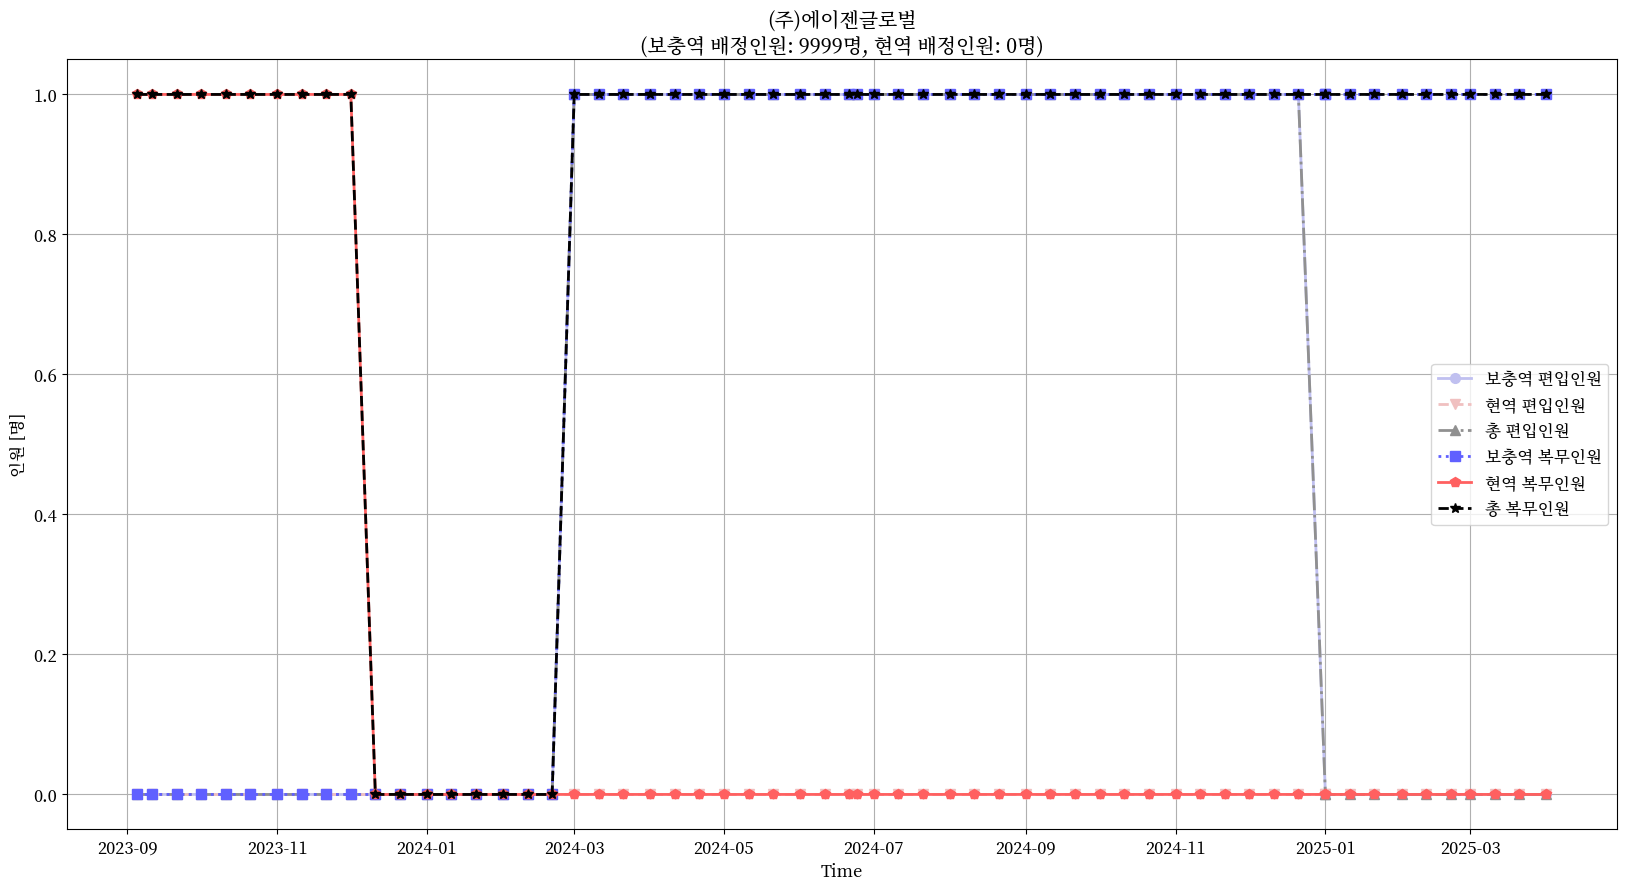 (주)에이젠글로벌
(보충역 배정인원: 9999명, 현역 배정인원: 0명)
인원 [명]
1.0
0.8
0.6
0.4
0.2
0.0
보충역 편입인원
현역 편입인원
총 편입인원
보충역 복무인원
현역 복무인원
총 복무인원
2023-09 2023-11 2024-01 2024-03 2024-05 2024-07 2024-09 2024-11 2025-01 2025-03
Time